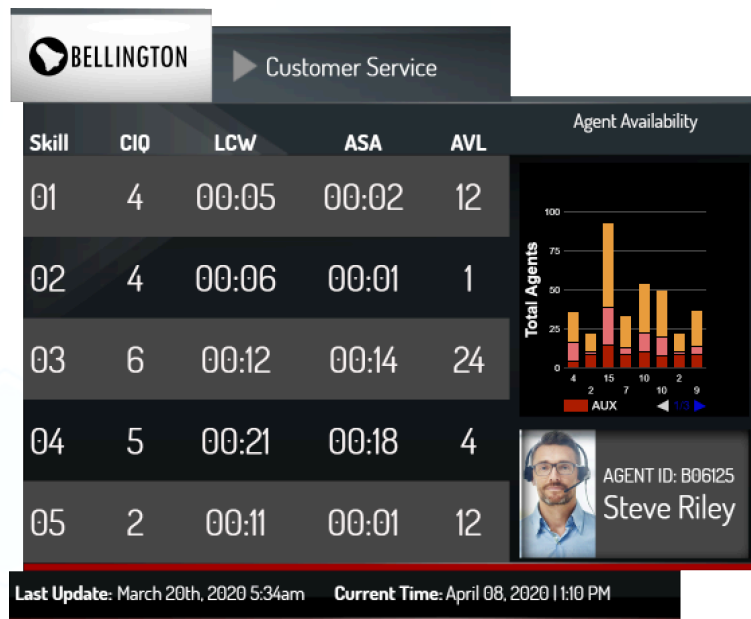 BELLINGTON
Customer Service
Skill CIQ LCW ASA AVL
01 4 00:05 00:02 12
02 4 00:06 00:01 1
03 6 00:12 00:14 24
04 5 00:21 00:18 4
05 2 00:11 00:01 12
Agent Availability
Total Agents
100
75
50
25
0
4 15 10 2
2 7 10 9
AUX 1/3
AGENT ID: B06125
Steve Riley
Last Update: March 20th, 2020 5:34am Current Time: April 08, 2020 | 1:10 PM